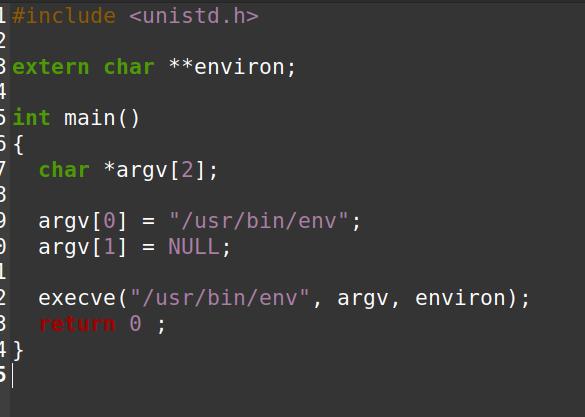 1 #include <unistd.h>
2
3 extern char **environ;
4
5 int main()
6 {
7   char *argv[2];
8
9   argv[0] = "/usr/bin/env";
0   argv[1] = NULL;
1
2   execve("/usr/bin/env", argv, environ);
3   return 0 ;
4 }
5